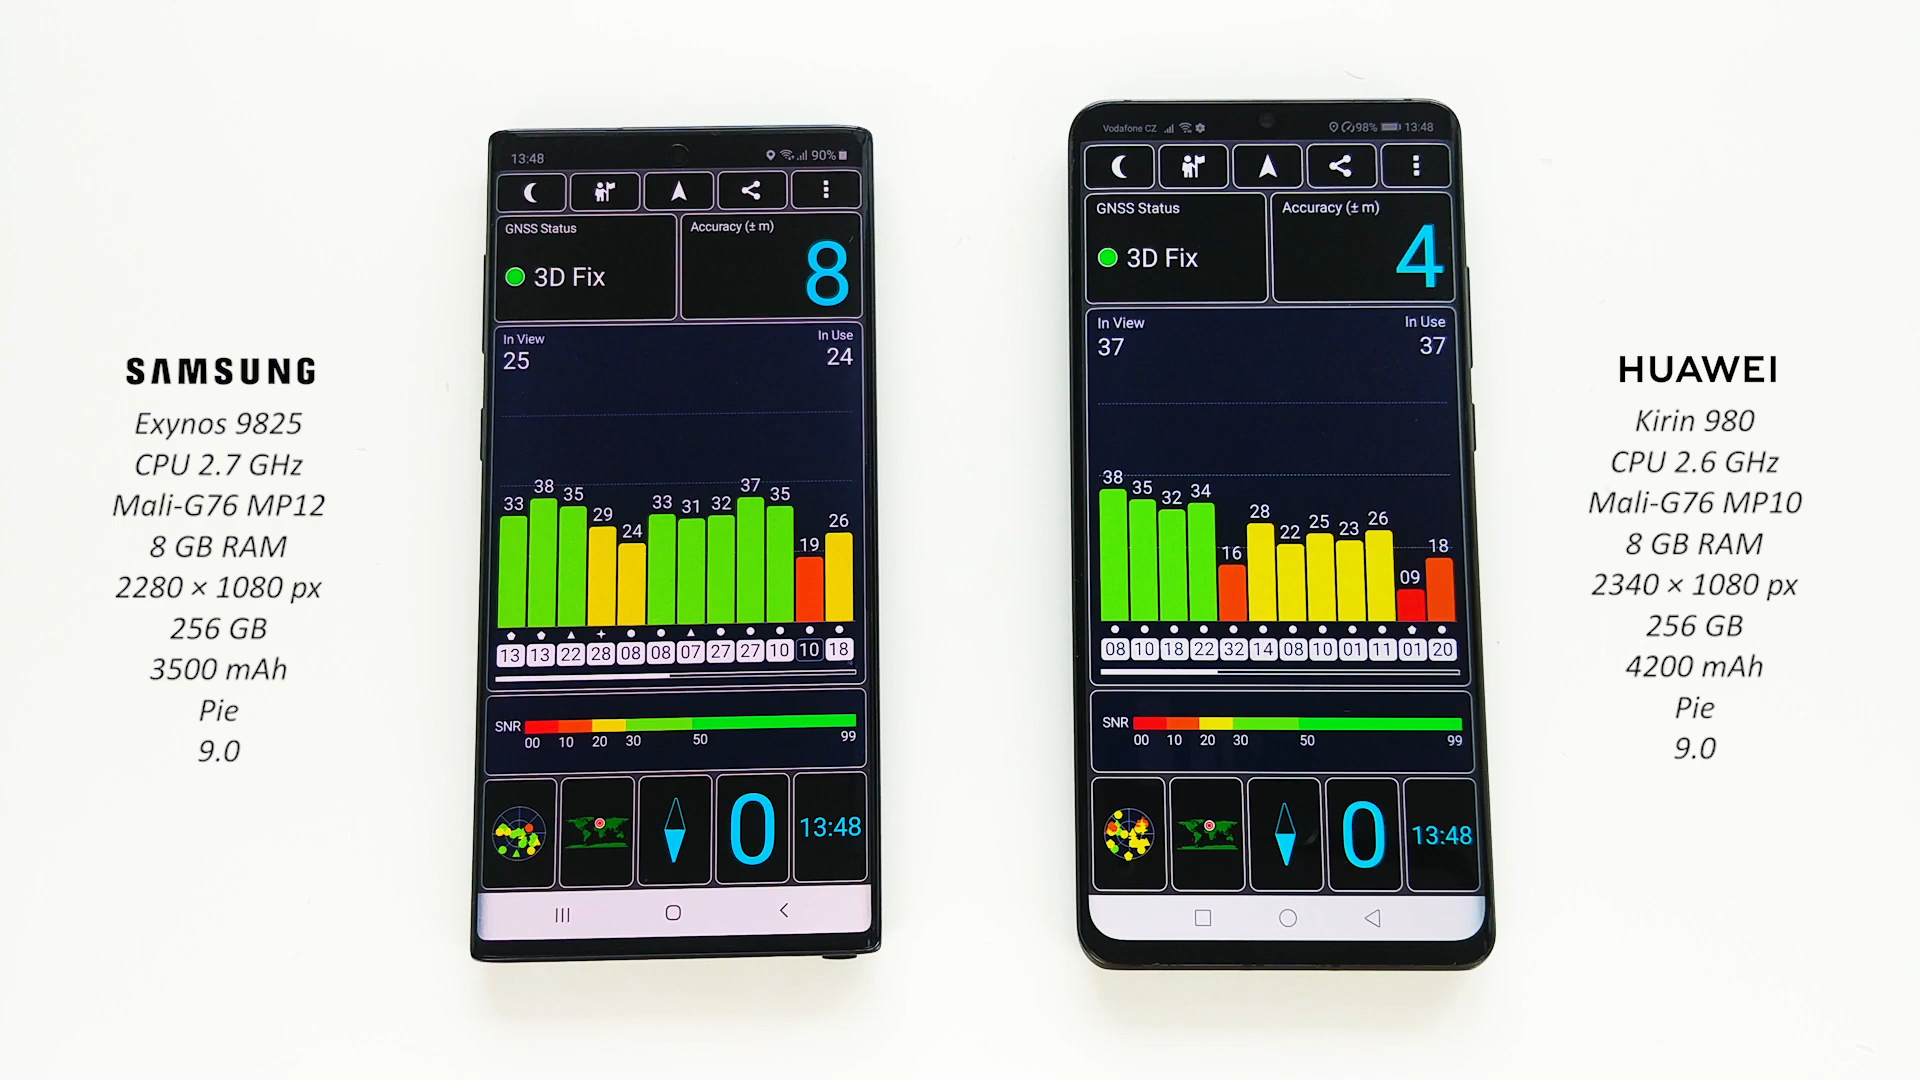 SAMSUNG
Exynos 9825
CPU 2.7 GHz
Mali-G76 MP12
8 GB RAM
2280 × 1080 px
256 GB
3500 mAh
Pie
9.0
13:48
90%
GNSS Status
3D Fix
Accuracy (± m)
8
In View
25
In Use
24
33 38 35 29 24 33 31 32 37 35 19 26
13 13 22 28 08 08 07 27 27 10 10 18
SNR
00 10 20 30 50 99
0
13:48
Vodafone CZ
98% 13:48
GNSS Status
3D Fix
Accuracy (± m)
4
In View
37
In Use
37
38 35 32 34 16 28 22 25 23 26 09 18
08 10 18 22 32 14 08 10 01 11 01 20
SNR
00 10 20 30 50 99
0
13:48
HUAWEI
Kirin 980
CPU 2.6 GHz
Mali-G76 MP10
8 GB RAM
2340 × 1080 px
256 GB
4200 mAh
Pie
9.0